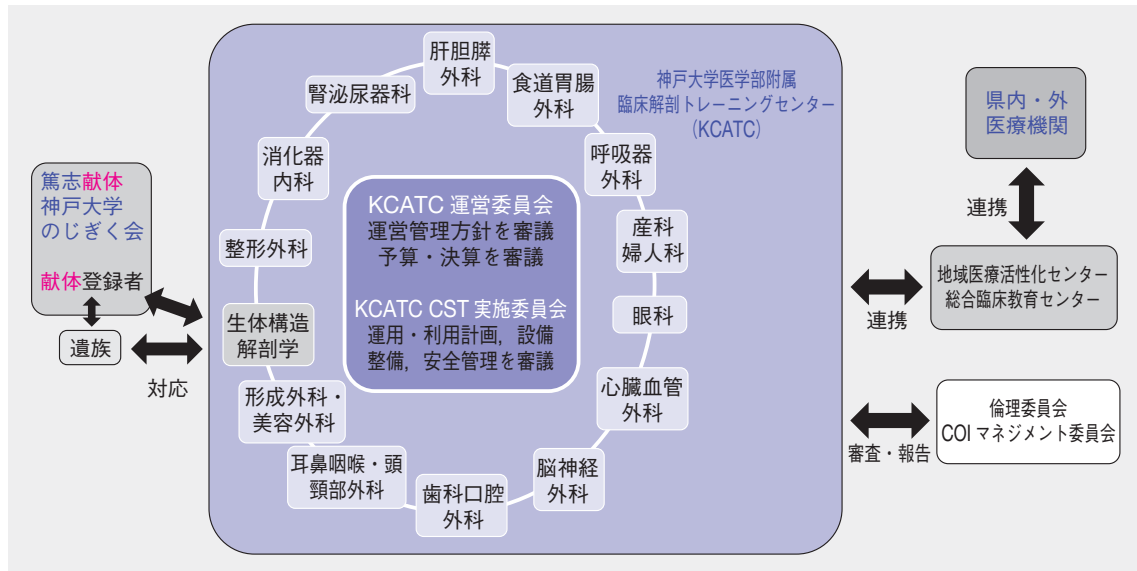 肝胆膵
外科
食道胃腸
外科
腎泌尿器科
神戸大学医学部附属
臨床解剖トレーニングセンター
(KCATC)
消化器
内科
呼吸器
外科
整形外科
産科
婦人科
KCATC 運営委員会
運営管理方針を審議
予算・決算を審議
KCATC CST 実施委員会
運用・利用計画，設備
整備，安全管理を審議
眼科
生体構造
解剖学
心臓血管
外科
形成外科・
美容外科
耳鼻咽喉・頭
頸部外科
歯科口腔
外科
脳神経
外科
篤志献体
神戸大学
のじぎく会
献体登録者
遺族
対応
県内・外
医療機関
連携
地域医療活性化センター
総合臨床教育センター
連携
倫理委員会
COI マネジメント委員会
審査・報告